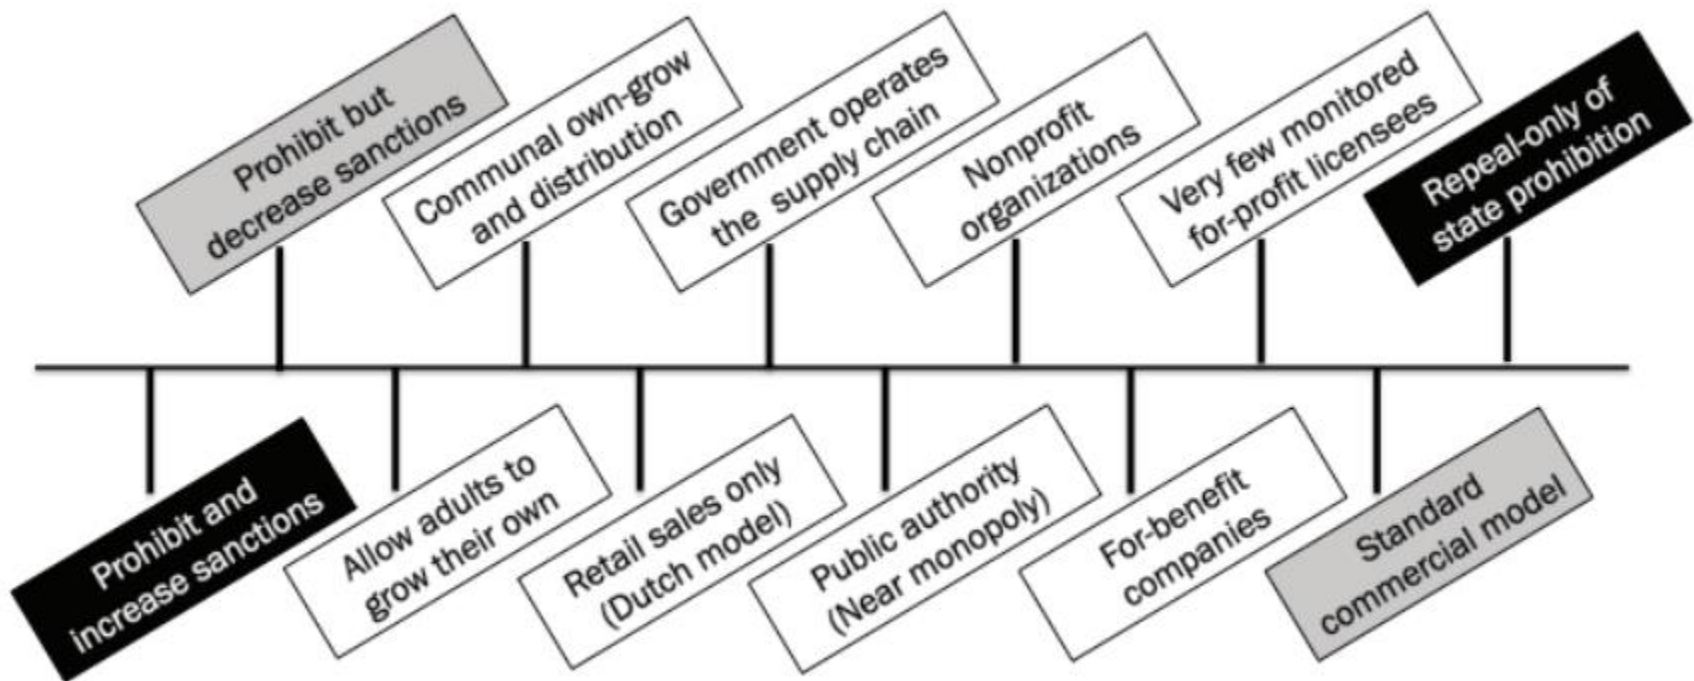 Prohibit but
decrease sanctions
Communal own-grow
and distribution
Government operates
the supply chain
Nonprofit
organizations
Very few monitored
for-profit licensees
Repeal-only of
state prohibition
Prohibit and
increase sanctions
Allow adults to
grow their own
Retail sales only
(Dutch model)
Public authority
(Near monopoly)
For-benefit
companies
Standard
commercial model